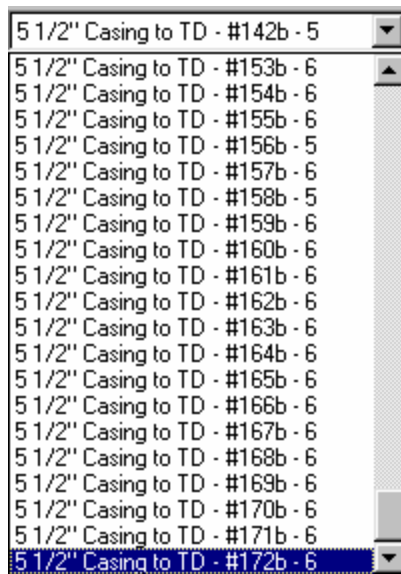 5 1/2" Casing to TD - #142b - 5
5 1/2" Casing to TD - #153b - 6
5 1/2" Casing to TD - #154b - 6
5 1/2" Casing to TD - #155b - 6
5 1/2" Casing to TD - #156b - 5
5 1/2" Casing to TD - #157b - 6
5 1/2" Casing to TD - #158b - 5
5 1/2" Casing to TD - #159b - 6
5 1/2" Casing to TD - #160b - 6
5 1/2" Casing to TD - #161b - 6
5 1/2" Casing to TD - #162b - 6
5 1/2" Casing to TD - #163b - 6
5 1/2" Casing to TD - #164b - 6
5 1/2" Casing to TD - #165b - 6
5 1/2" Casing to TD - #166b - 6
5 1/2" Casing to TD - #167b - 6
5 1/2" Casing to TD - #168b - 6
5 1/2" Casing to TD - #169b - 6
5 1/2" Casing to TD - #170b - 6
5 1/2" Casing to TD - #171b - 6
5 1/2" Casing to TD - #172b - 6